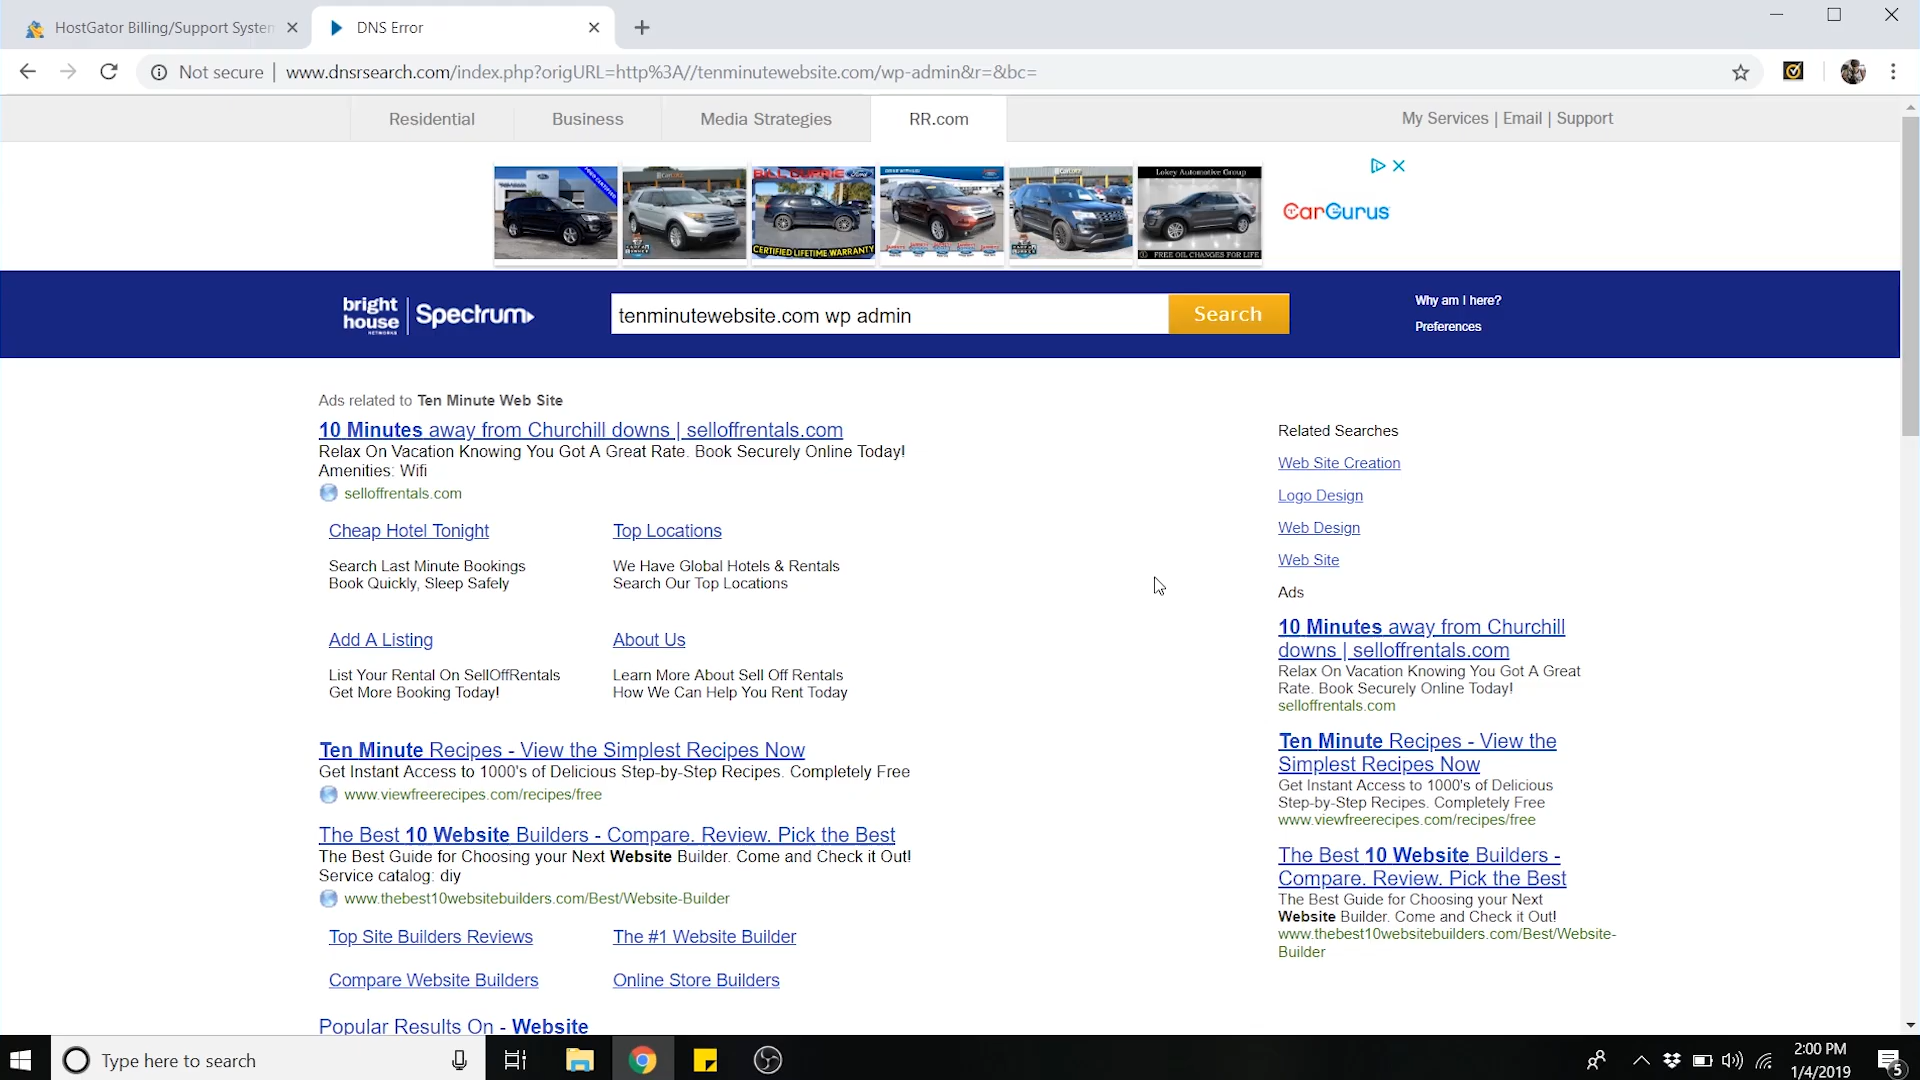 HostGator Billing/Support System
DNS Error
Not secure
www.dnsrsearch.com/index.php?origURL=http%3A//tenminutewebsite.com/wp-admin&r=&bc=
Residential
Business
Media Strategies
RR.com
My Services | Email | Support
CarGurus
BILL CURRIE Ford
CERTIFIED LIFETIME WARRANTY
Lokey Automotive Group
FREE OIL CHANGES FOR LIFE
bright
house
NETWORKS
Spectrum
tenminutewebsite.com wp admin
Search
Why am I here?
Preferences
Ads related to Ten Minute Web Site
10 Minutes away from Churchill downs | selloffrentals.com
Relax On Vacation Knowing You Got A Great Rate. Book Securely Online Today!
Amenities: Wifi
selloffrentals.com
Cheap Hotel Tonight
Search Last Minute Bookings
Book Quickly, Sleep Safely
Top Locations
We Have Global Hotels & Rentals
Search Our Top Locations
Add A Listing
List Your Rental On SellOffRentals
Get More Booking Today!
About Us
Learn More About Sell Off Rentals
How We Can Help You Rent Today
Ten Minute Recipes - View the Simplest Recipes Now
Get Instant Access to 1000's of Delicious Step-by-Step Recipes. Completely Free
www.viewfreerecipes.com/recipes/free
The Best 10 Website Builders - Compare. Review. Pick the Best
The Best Guide for Choosing your Next Website Builder. Come and Check it Out!
Service catalog: diy
www.thebest10websitebuilders.com/Best/Website-Builder
Top Site Builders Reviews
The #1 Website Builder
Compare Website Builders
Online Store Builders
Popular Results On - Website
Related Searches
Web Site Creation
Logo Design
Web Design
Web Site
Ads
10 Minutes away from Churchill
downs | selloffrentals.com
Relax On Vacation Knowing You Got A Great
Rate. Book Securely Online Today!
selloffrentals.com
Ten Minute Recipes - View the
Simplest Recipes Now
Get Instant Access to 1000's of Delicious
Step-by-Step Recipes. Completely Free
www.viewfreerecipes.com/recipes/free
The Best 10 Website Builders -
Compare. Review. Pick the Best
The Best Guide for Choosing your Next
Website Builder. Come and Check it Out!
www.thebest10websitebuilders.com/Best/Website-
Builder
Type here to search
2:00 PM
1/4/2019
5